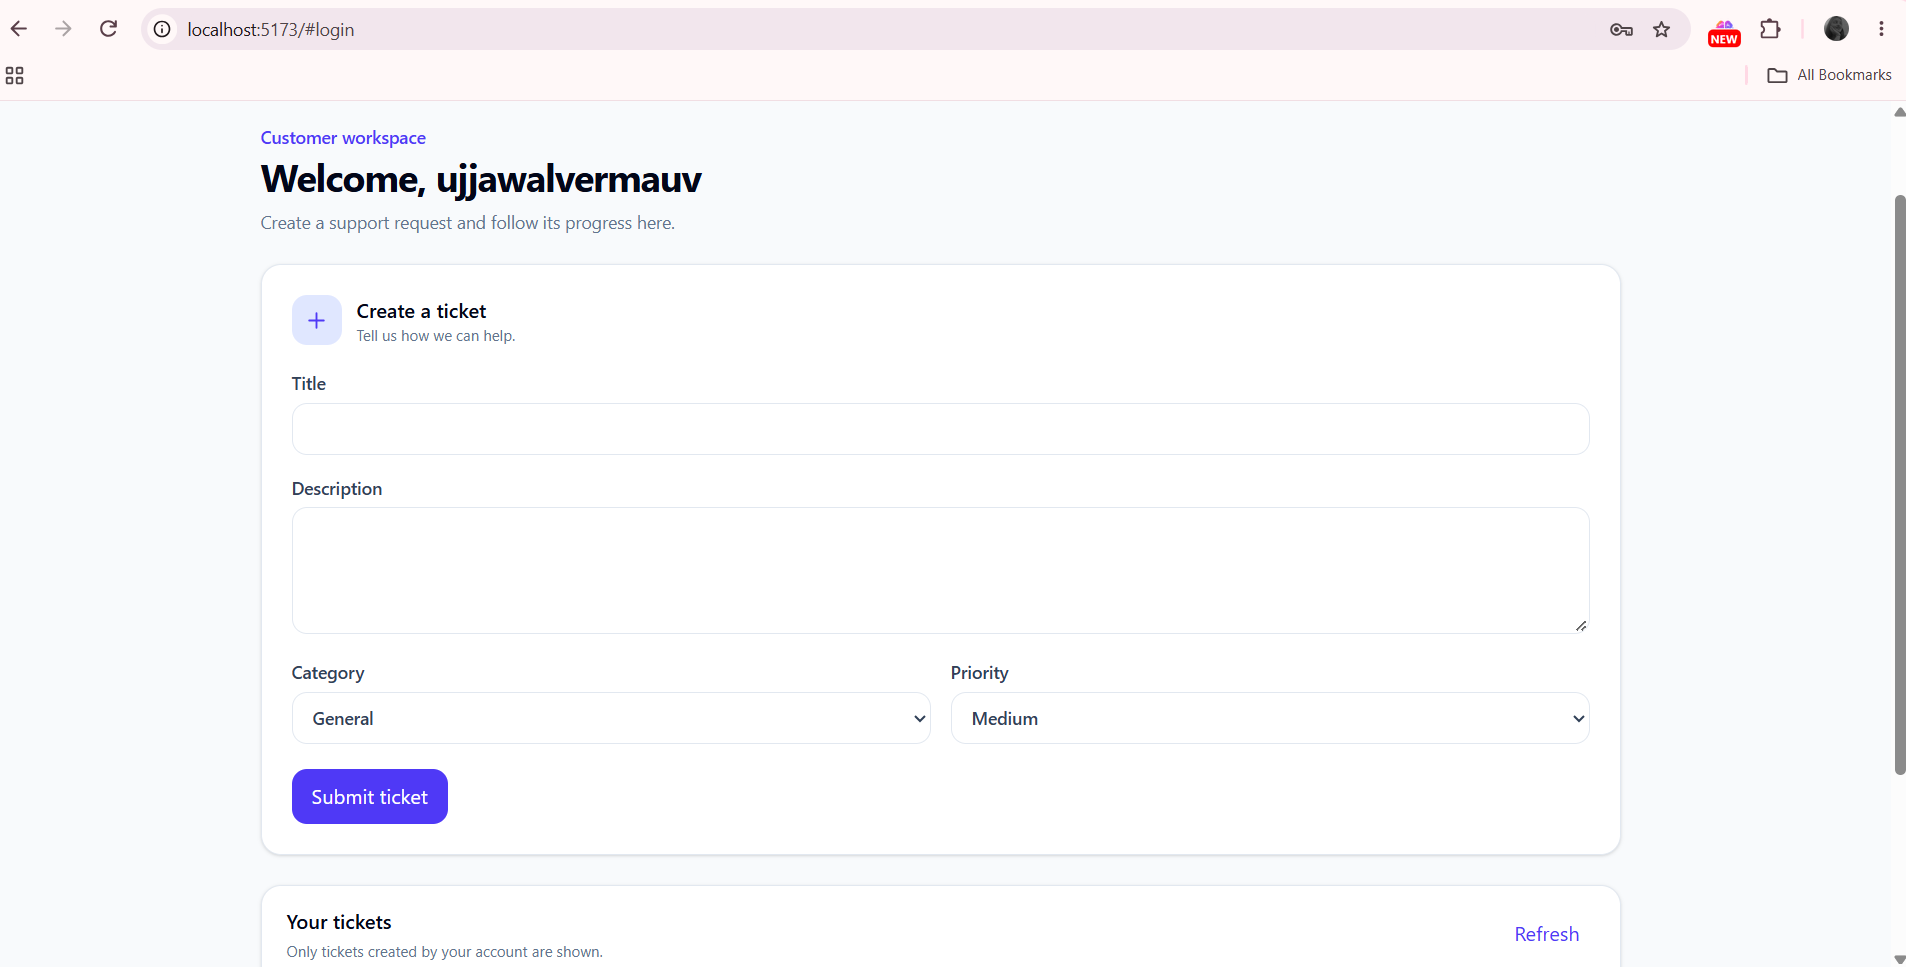 localhost:5173/#login
NEW
All Bookmarks
Customer workspace
Welcome, ujjawalvermauv
Create a support request and follow its progress here.
Create a ticket
Tell us how we can help.
Title
Description
Category
Priority
General
Medium
Submit ticket
Your tickets
Refresh
Only tickets created by your account are shown.